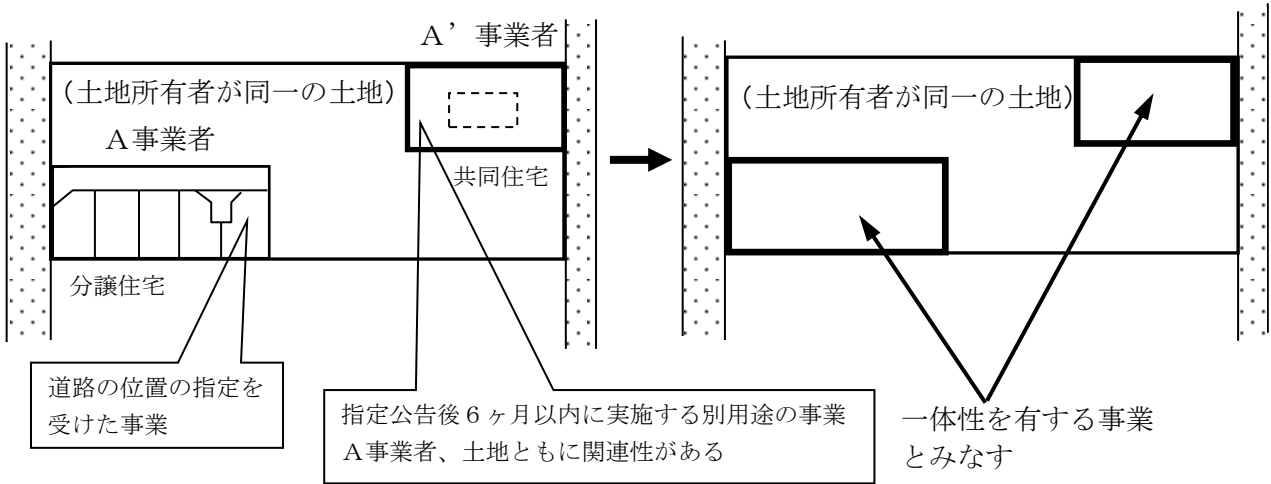 A’事業者
(土地所有者が同一の土地)
A事業者
共同住宅
分譲住宅
道路の位置の指定を
受けた事業
指定公告後6ヶ月以内に実施する別用途の事業
A事業者、土地ともに関連性がある
(土地所有者が同一の土地)
一体性を有する事業
とみなす